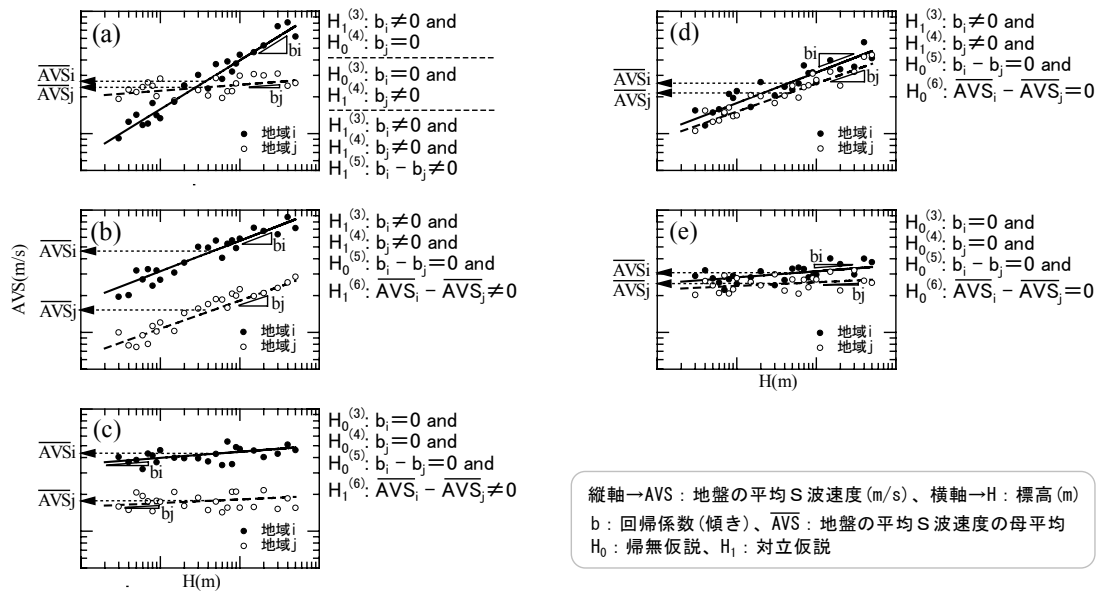 (a)
AVSi
AVSj
bi
bj
● 地域i
○ 地域j
H₁⁽³⁾: bᵢ≠0 and
H₀⁽⁴⁾: bⱼ=0
H₀⁽³⁾: bᵢ=0 and
H₁⁽⁴⁾: bⱼ≠0
H₁⁽³⁾: bᵢ≠0 and
H₁⁽⁴⁾: bⱼ≠0 and
H₁⁽⁵⁾: bᵢ－bⱼ≠0
(b)
AVS(m/s)
AVSi
AVSj
bi
bj
● 地域i
○ 地域j
H₁⁽³⁾: bᵢ≠0 and
H₁⁽⁴⁾: bⱼ≠0 and
H₀⁽⁵⁾: bᵢ－bⱼ=0 and
H₁⁽⁶⁾: AVSᵢ－AVSⱼ≠0
(c)
AVSi
AVSj
bi
bj
● 地域i
○ 地域j
H(m)
H₀⁽³⁾: bᵢ=0 and
H₀⁽⁴⁾: bⱼ=0 and
H₀⁽⁵⁾: bᵢ－bⱼ=0 and
H₁⁽⁶⁾: AVSᵢ－AVSⱼ≠0
(d)
AVSi
AVSj
bi
bj
● 地域i
○ 地域j
H₁⁽³⁾: bᵢ≠0 and
H₁⁽⁴⁾: bⱼ≠0 and
H₀⁽⁵⁾: bᵢ－bⱼ=0 and
H₀⁽⁶⁾: AVSᵢ－AVSⱼ=0
(e)
AVSi
AVSj
bi
bj
● 地域i
○ 地域j
H(m)
H₀⁽³⁾: bᵢ=0 and
H₀⁽⁴⁾: bⱼ=0 and
H₀⁽⁵⁾: bᵢ－bⱼ=0 and
H₀⁽⁶⁾: AVSᵢ－AVSⱼ=0
縦軸→AVS：地盤の平均S波速度(m/s)、横軸→H：標高(m)
b：回帰係数(傾き)、AVS：地盤の平均S波速度の母平均
H₀：帰無仮説、H₁：対立仮説